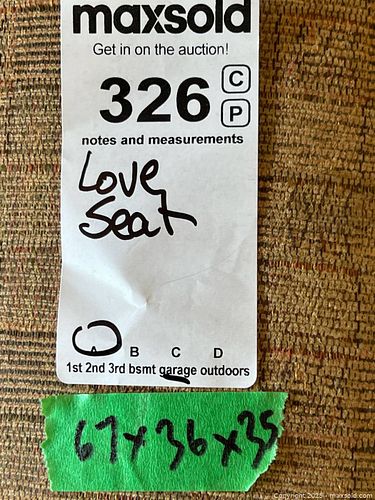 maxsold
Get in on the auction!
326 C
P
notes and measurements
Love
Seat
A B C D
1st 2nd 3rd bsmt garage outdoors
67x36x35
Copyright 2025 - maxsold.com